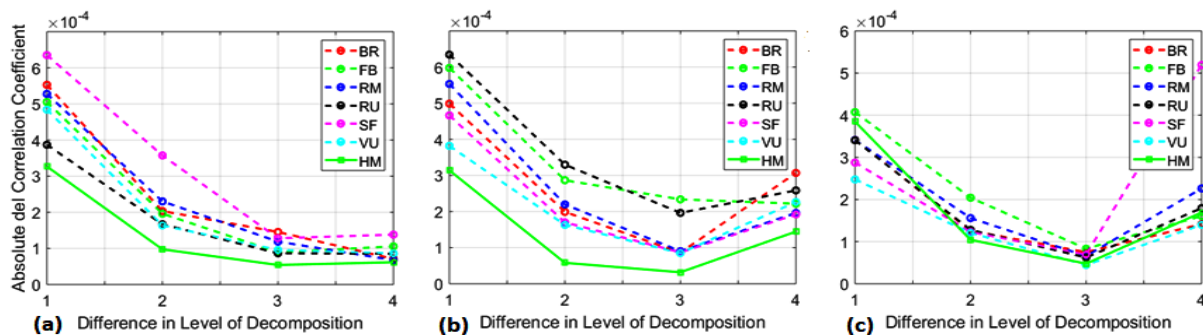 Absolute del Correlation Coefficient
×10⁻⁴
6
5
4
3
2
1
0
BR
FB
RM
RU
SF
VU
HM
1 2 3 4
(a) Difference in Level of Decomposition
×10⁻⁴
6
5
4
3
2
1
0
BR
FB
RM
RU
SF
VU
HM
1 2 3 4
(b) Difference in Level of Decomposition
×10⁻⁴
6
5
4
3
2
1
0
BR
FB
RM
RU
SF
VU
HM
1 2 3 4
(c) Difference in Level of Decomposition